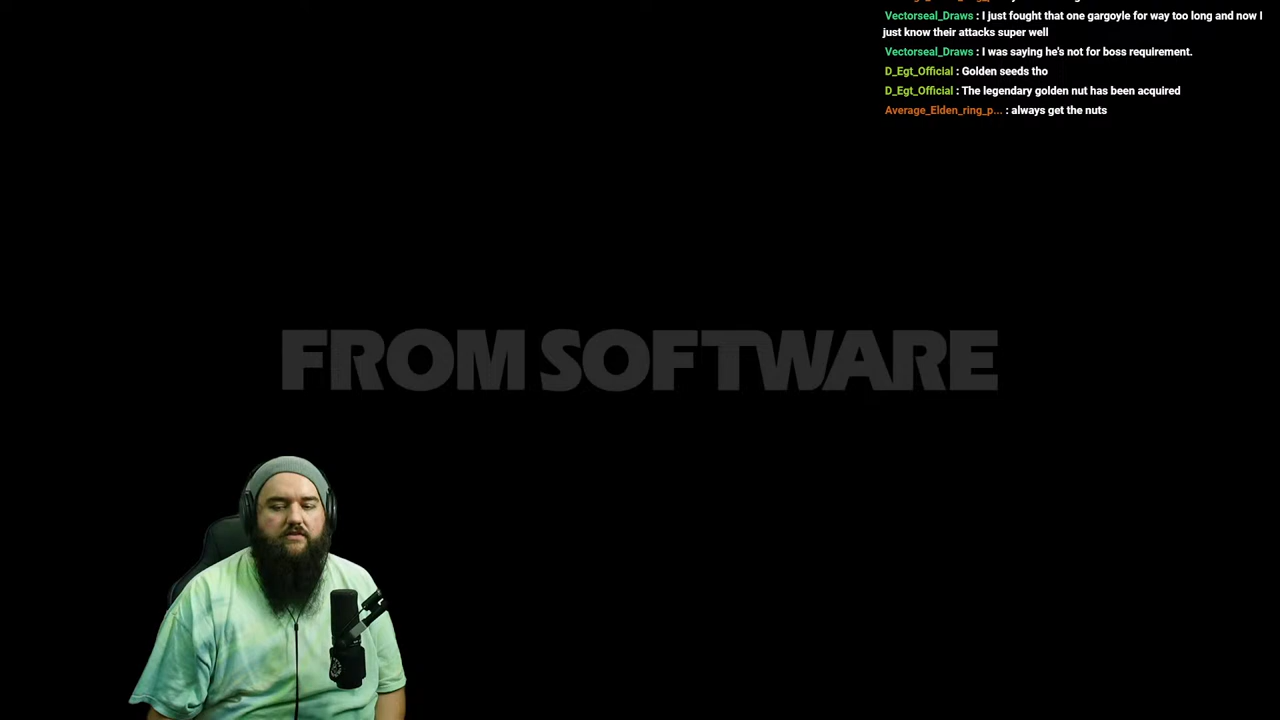 Vectorseal_Draws : I just fought that one gargoyle for way too long and now I
just know their attacks super well
Vectorseal_Draws : I was saying he's not for boss requirement.
D_Egt_Official : Golden seeds tho
D_Egt_Official : The legendary golden nut has been acquired
Average_Elden_ring_p... : always get the nuts
FROMSOFTWARE